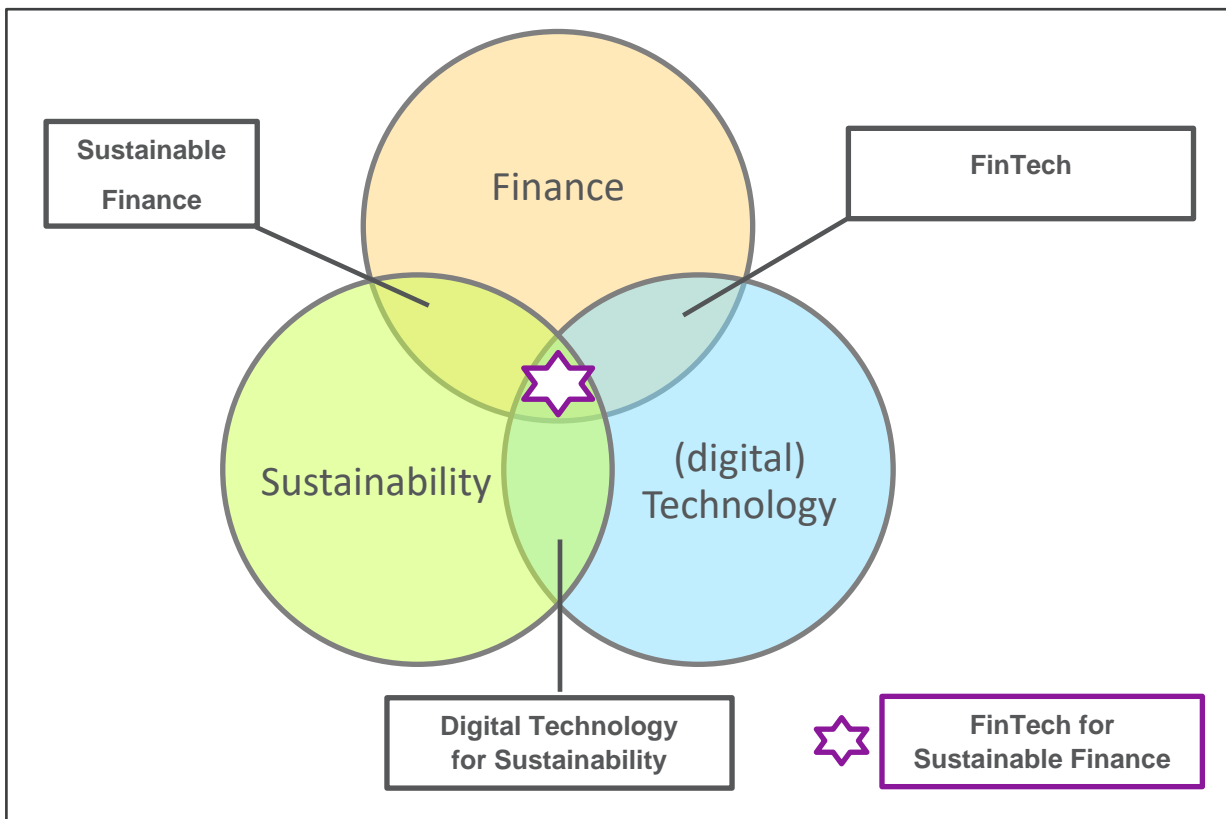 Sustainable
Finance
FinTech
Finance
Sustainability
(digital)
Technology
Digital Technology
for Sustainability
FinTech for
Sustainable Finance